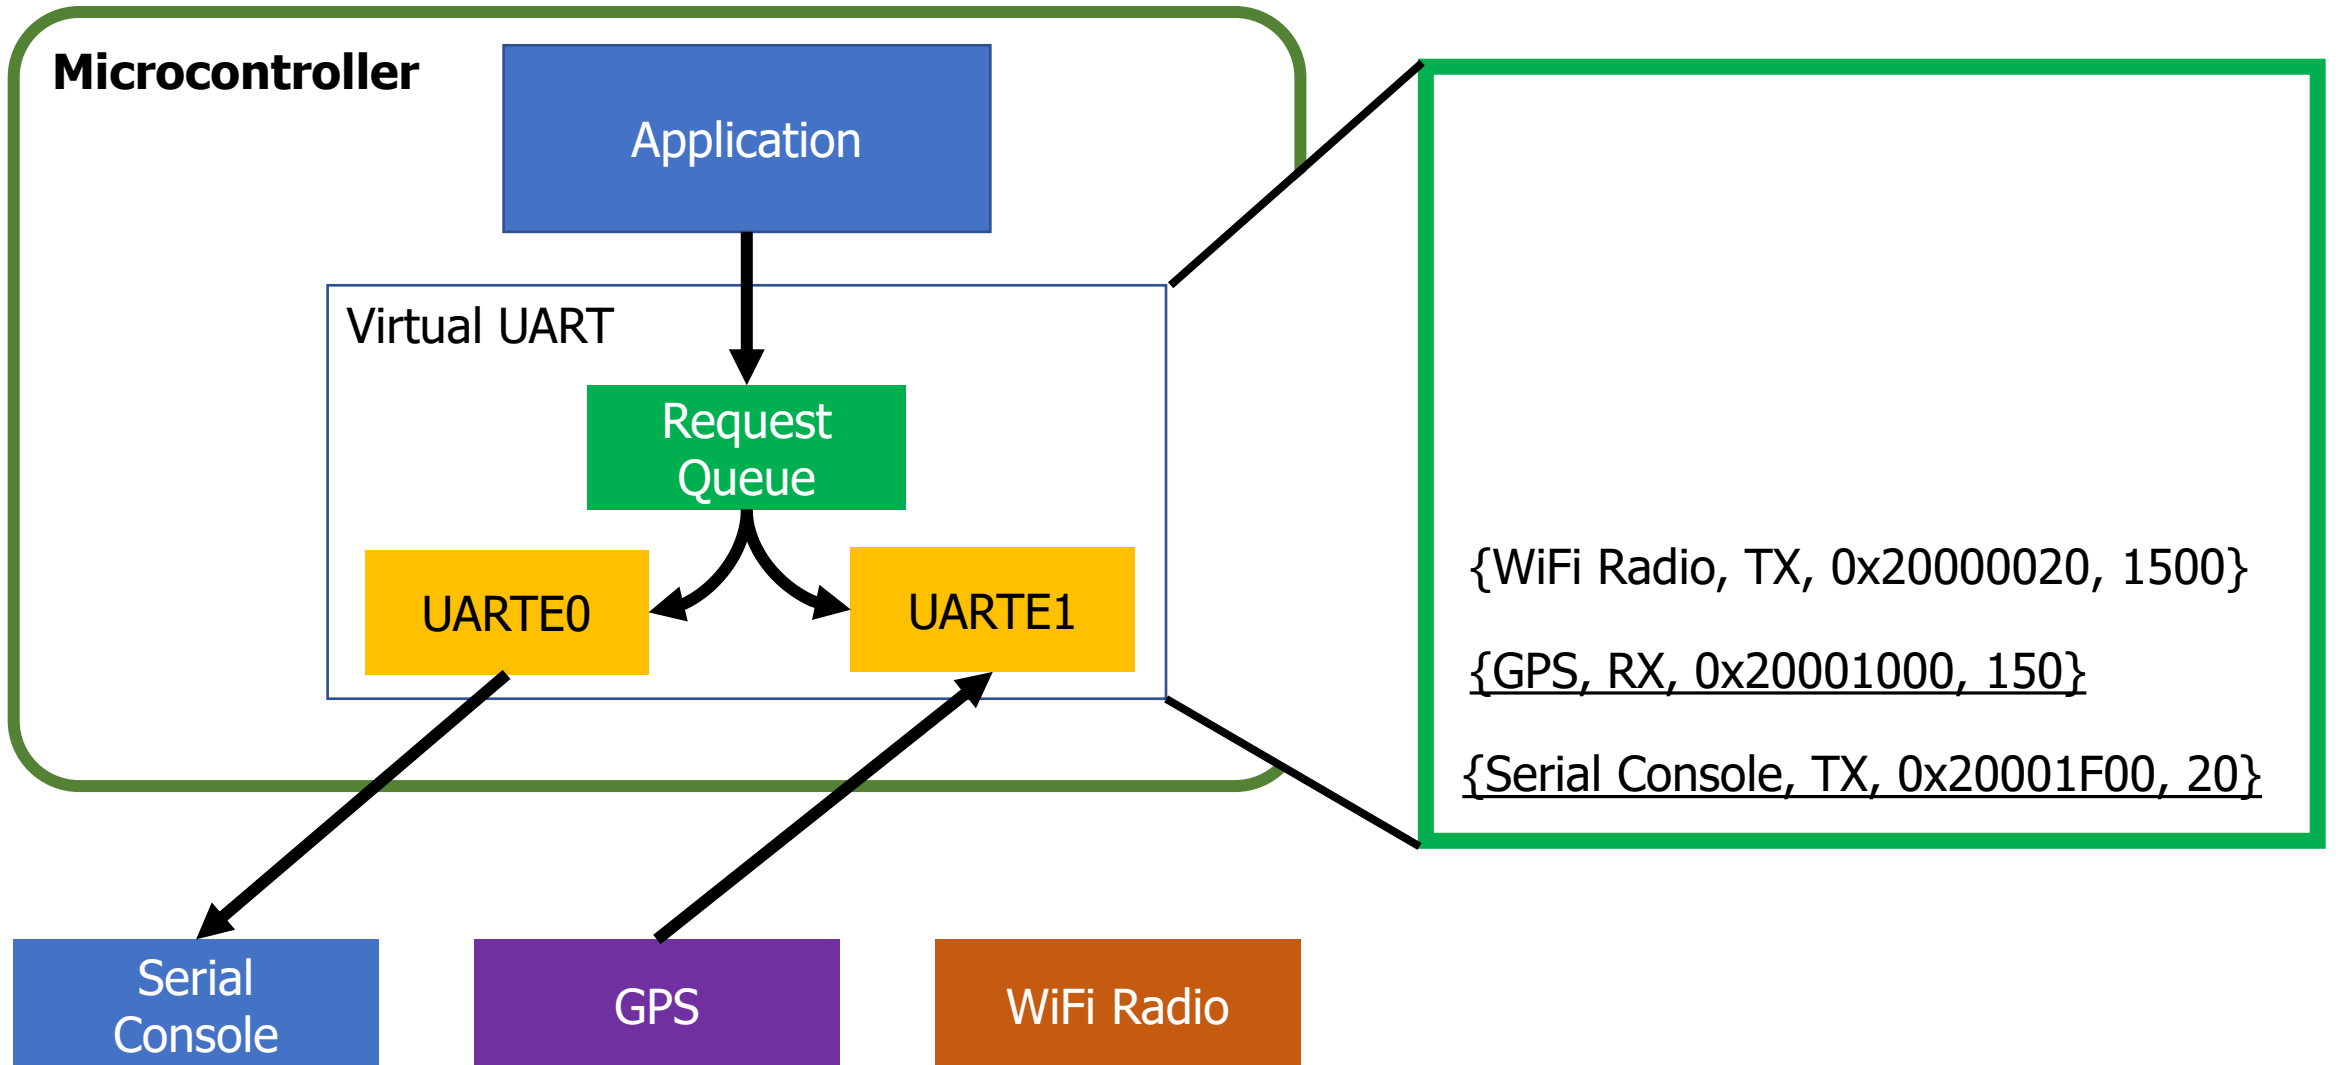 Microcontroller
Application
Virtual UART
Request
Queue
UARTE0
UARTE1
{WiFi Radio, TX, 0x20000020, 1500}
{GPS, RX, 0x20001000, 150}
{Serial Console, TX, 0x20001F00, 20}
Serial
Console
GPS
WiFi Radio